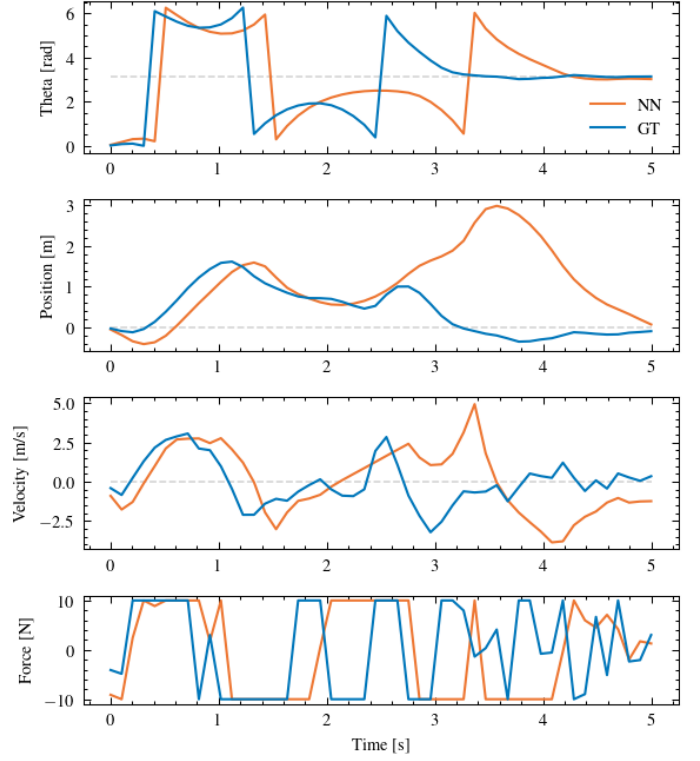 Theta [rad]
6
4
2
0
NN
GT
0 1 2 3 4 5
Position [m]
3
2
1
0
0 1 2 3 4 5
Velocity [m/s]
5.0
2.5
0.0
−2.5
0 1 2 3 4 5
Force [N]
10
0
−10
0 1 2 3 4 5
Time [s]